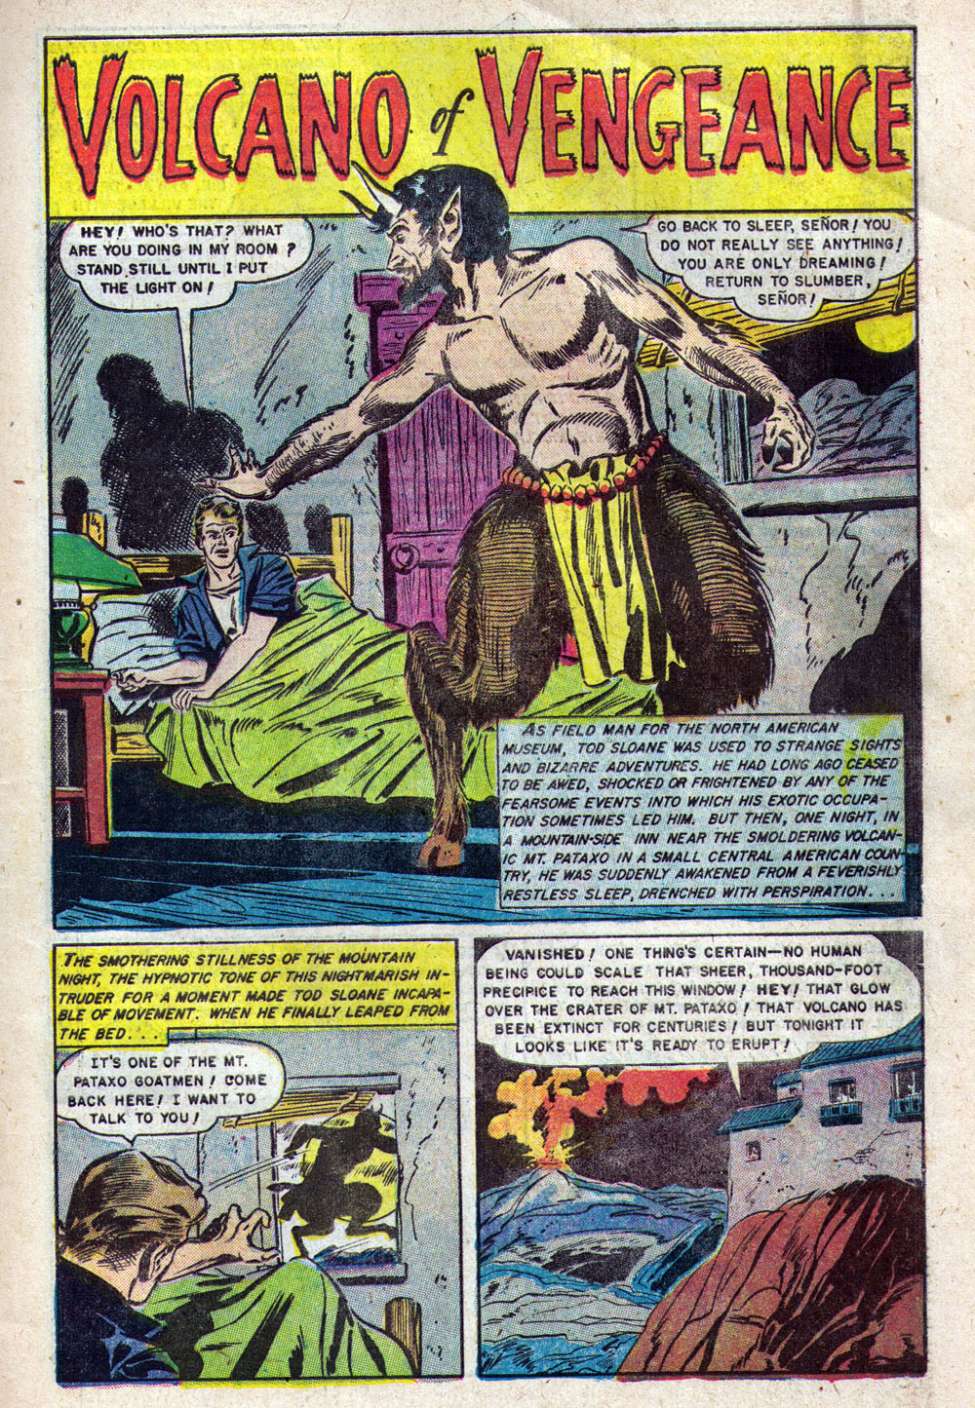 VOLCANO of VENGEANCE
HEY! WHO'S THAT? WHAT
ARE YOU DOING IN MY ROOM?
STAND STILL UNTIL I PUT
THE LIGHT ON!
GO BACK TO SLEEP, SEÑOR! YOU
DO NOT REALLY SEE ANYTHING!
YOU ARE ONLY DREAMING!
RETURN TO SLUMBER,
SEÑOR!
AS FIELD MAN FOR THE NORTH AMERICAN
MUSEUM, TOD SLOANE WAS USED TO STRANGE SIGHTS
AND BIZARRE ADVENTURES. HE HAD LONG AGO CEASED
TO BE AWED, SHOCKED OR FRIGHTENED BY ANY OF THE
FEARSOME EVENTS INTO WHICH HIS EXOTIC OCCUPA-
TION SOMETIMES LED HIM. BUT THEN, ONE NIGHT, IN
A MOUNTAIN-SIDE INN NEAR THE SMOLDERING VOLCAN-
IC MT. PATAXO IN A SMALL CENTRAL AMERICAN COUN-
TRY, HE WAS SUDDENLY AWAKENED FROM A FEVERISHLY
RESTLESS SLEEP, DRENCHED WITH PERSPIRATION...
THE SMOTHERING STILLNESS OF THE MOUNTAIN
NIGHT, THE HYPNOTIC TONE OF THIS NIGHTMARISH IN-
TRUDER FOR A MOMENT MADE TOD SLOANE INCAPA-
BLE OF MOVEMENT. WHEN HE FINALLY LEAPED FROM
THE BED...
IT'S ONE OF THE MT.
PATAXO GOATMEN! COME
BACK HERE! I WANT TO
TALK TO YOU!
VANISHED! ONE THING'S CERTAIN—NO HUMAN
BEING COULD SCALE THAT SHEER, THOUSAND-FOOT
PRECIPICE TO REACH THIS WINDOW! HEY! THAT GLOW
OVER THE CRATER OF MT. PATAXO! THAT VOLCANO HAS
BEEN EXTINCT FOR CENTURIES! BUT TONIGHT IT
LOOKS LIKE IT'S READY TO ERUPT!